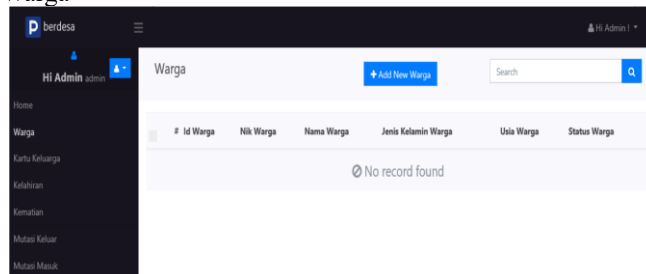 Warga
berdesa
Hi Admin !
Hi Admin admin
Home
Warga
Kartu Keluarga
Kelahiran
Kematian
Mutasi Keluar
Mutasi Masuk
Warga
Add New Warga
Search
# Id Warga Nik Warga Nama Warga Jenis Kelamin Warga Usia Warga Status Warga
No record found